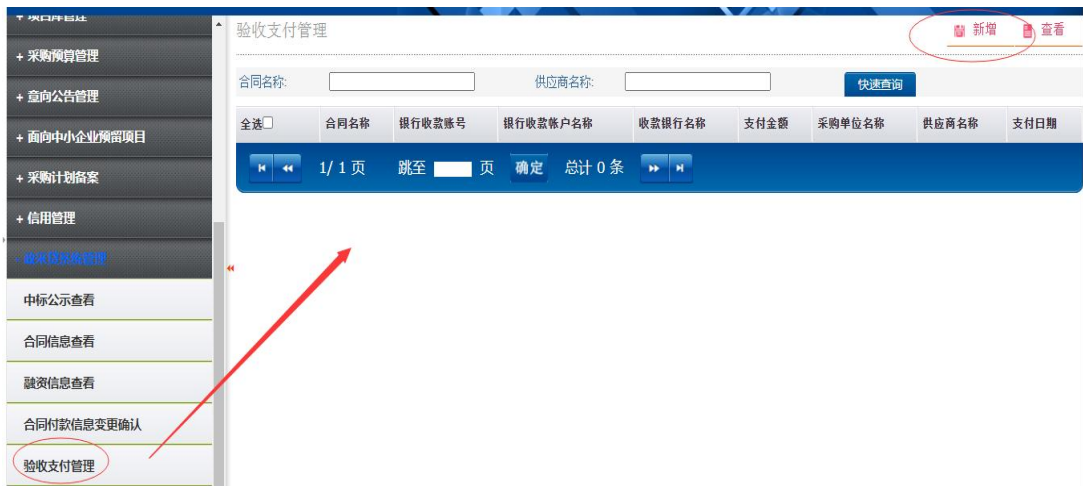 + 采购预算管理
+ 意向公告管理
+ 面向中小企业预留项目
+ 采购计划备案
+ 信用管理
中标公示查看
合同信息查看
融资信息查看
合同付款信息变更确认
验收支付管理
验收支付管理
新增 查看
合同名称: 供应商名称: 快速查询
全选 合同名称 银行收款账号 银行收款帐户名称 收款银行名称 支付金额 采购单位名称 供应商名称 支付日期
1/ 1 页 跳至 页 确定 总计 0 条